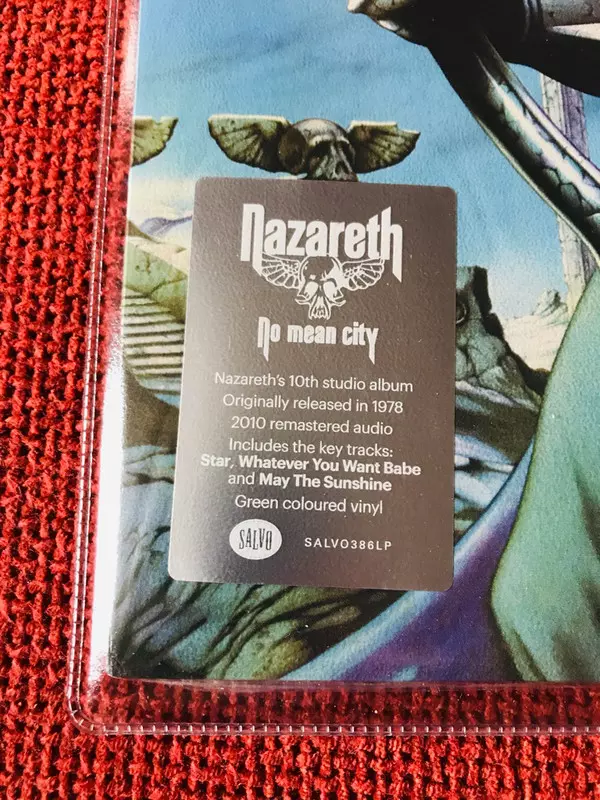 Nazareth
No mean city
Nazareth's 10th studio album
Originally released in 1978
2010 remastered audio
Includes the key tracks:
Star, Whatever You Want Babe
and May The Sunshine
Green coloured vinyl
SALVO SALVO386LP